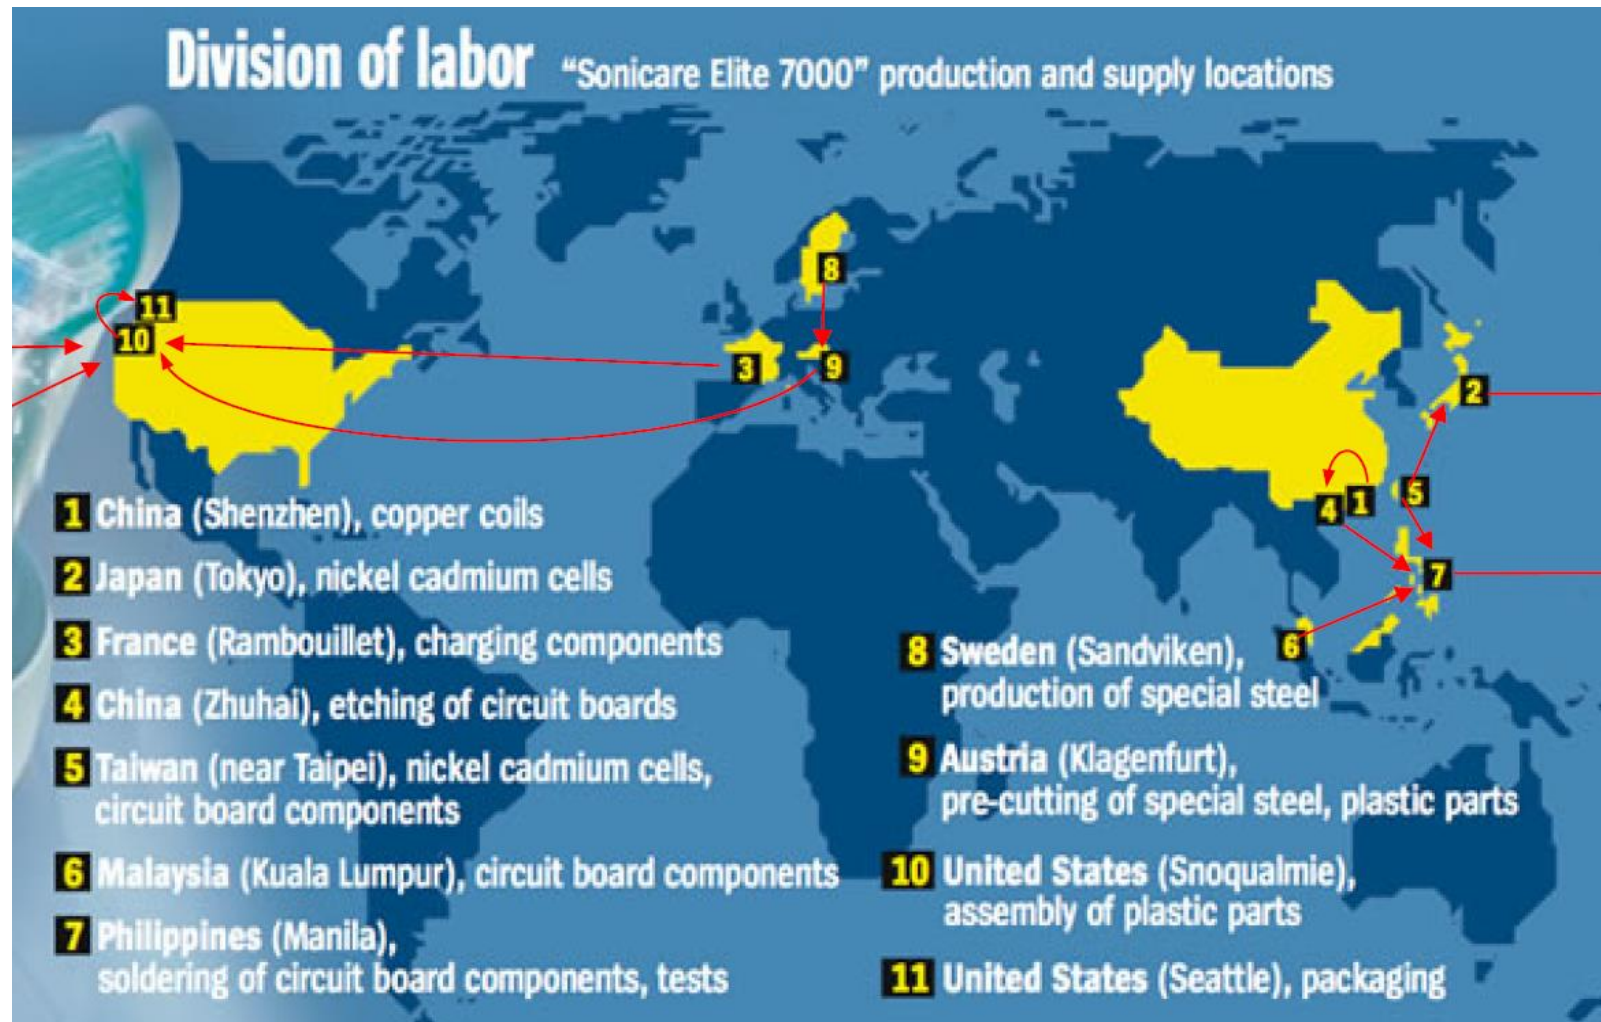 Division of labor "Sonicare Elite 7000" production and supply locations
11
10
8
3
9
2
4
1
5
7
6
1 China (Shenzhen), copper coils
2 Japan (Tokyo), nickel cadmium cells
3 France (Rambouillet), charging components
4 China (Zhuhai), etching of circuit boards
5 Taiwan (near Taipei), nickel cadmium cells,
circuit board components
6 Malaysia (Kuala Lumpur), circuit board components
7 Philippines (Manila),
soldering of circuit board components, tests
8 Sweden (Sandviken),
production of special steel
9 Austria (Klagenfurt),
pre-cutting of special steel, plastic parts
10 United States (Snoqualmie),
assembly of plastic parts
11 United States (Seattle), packaging